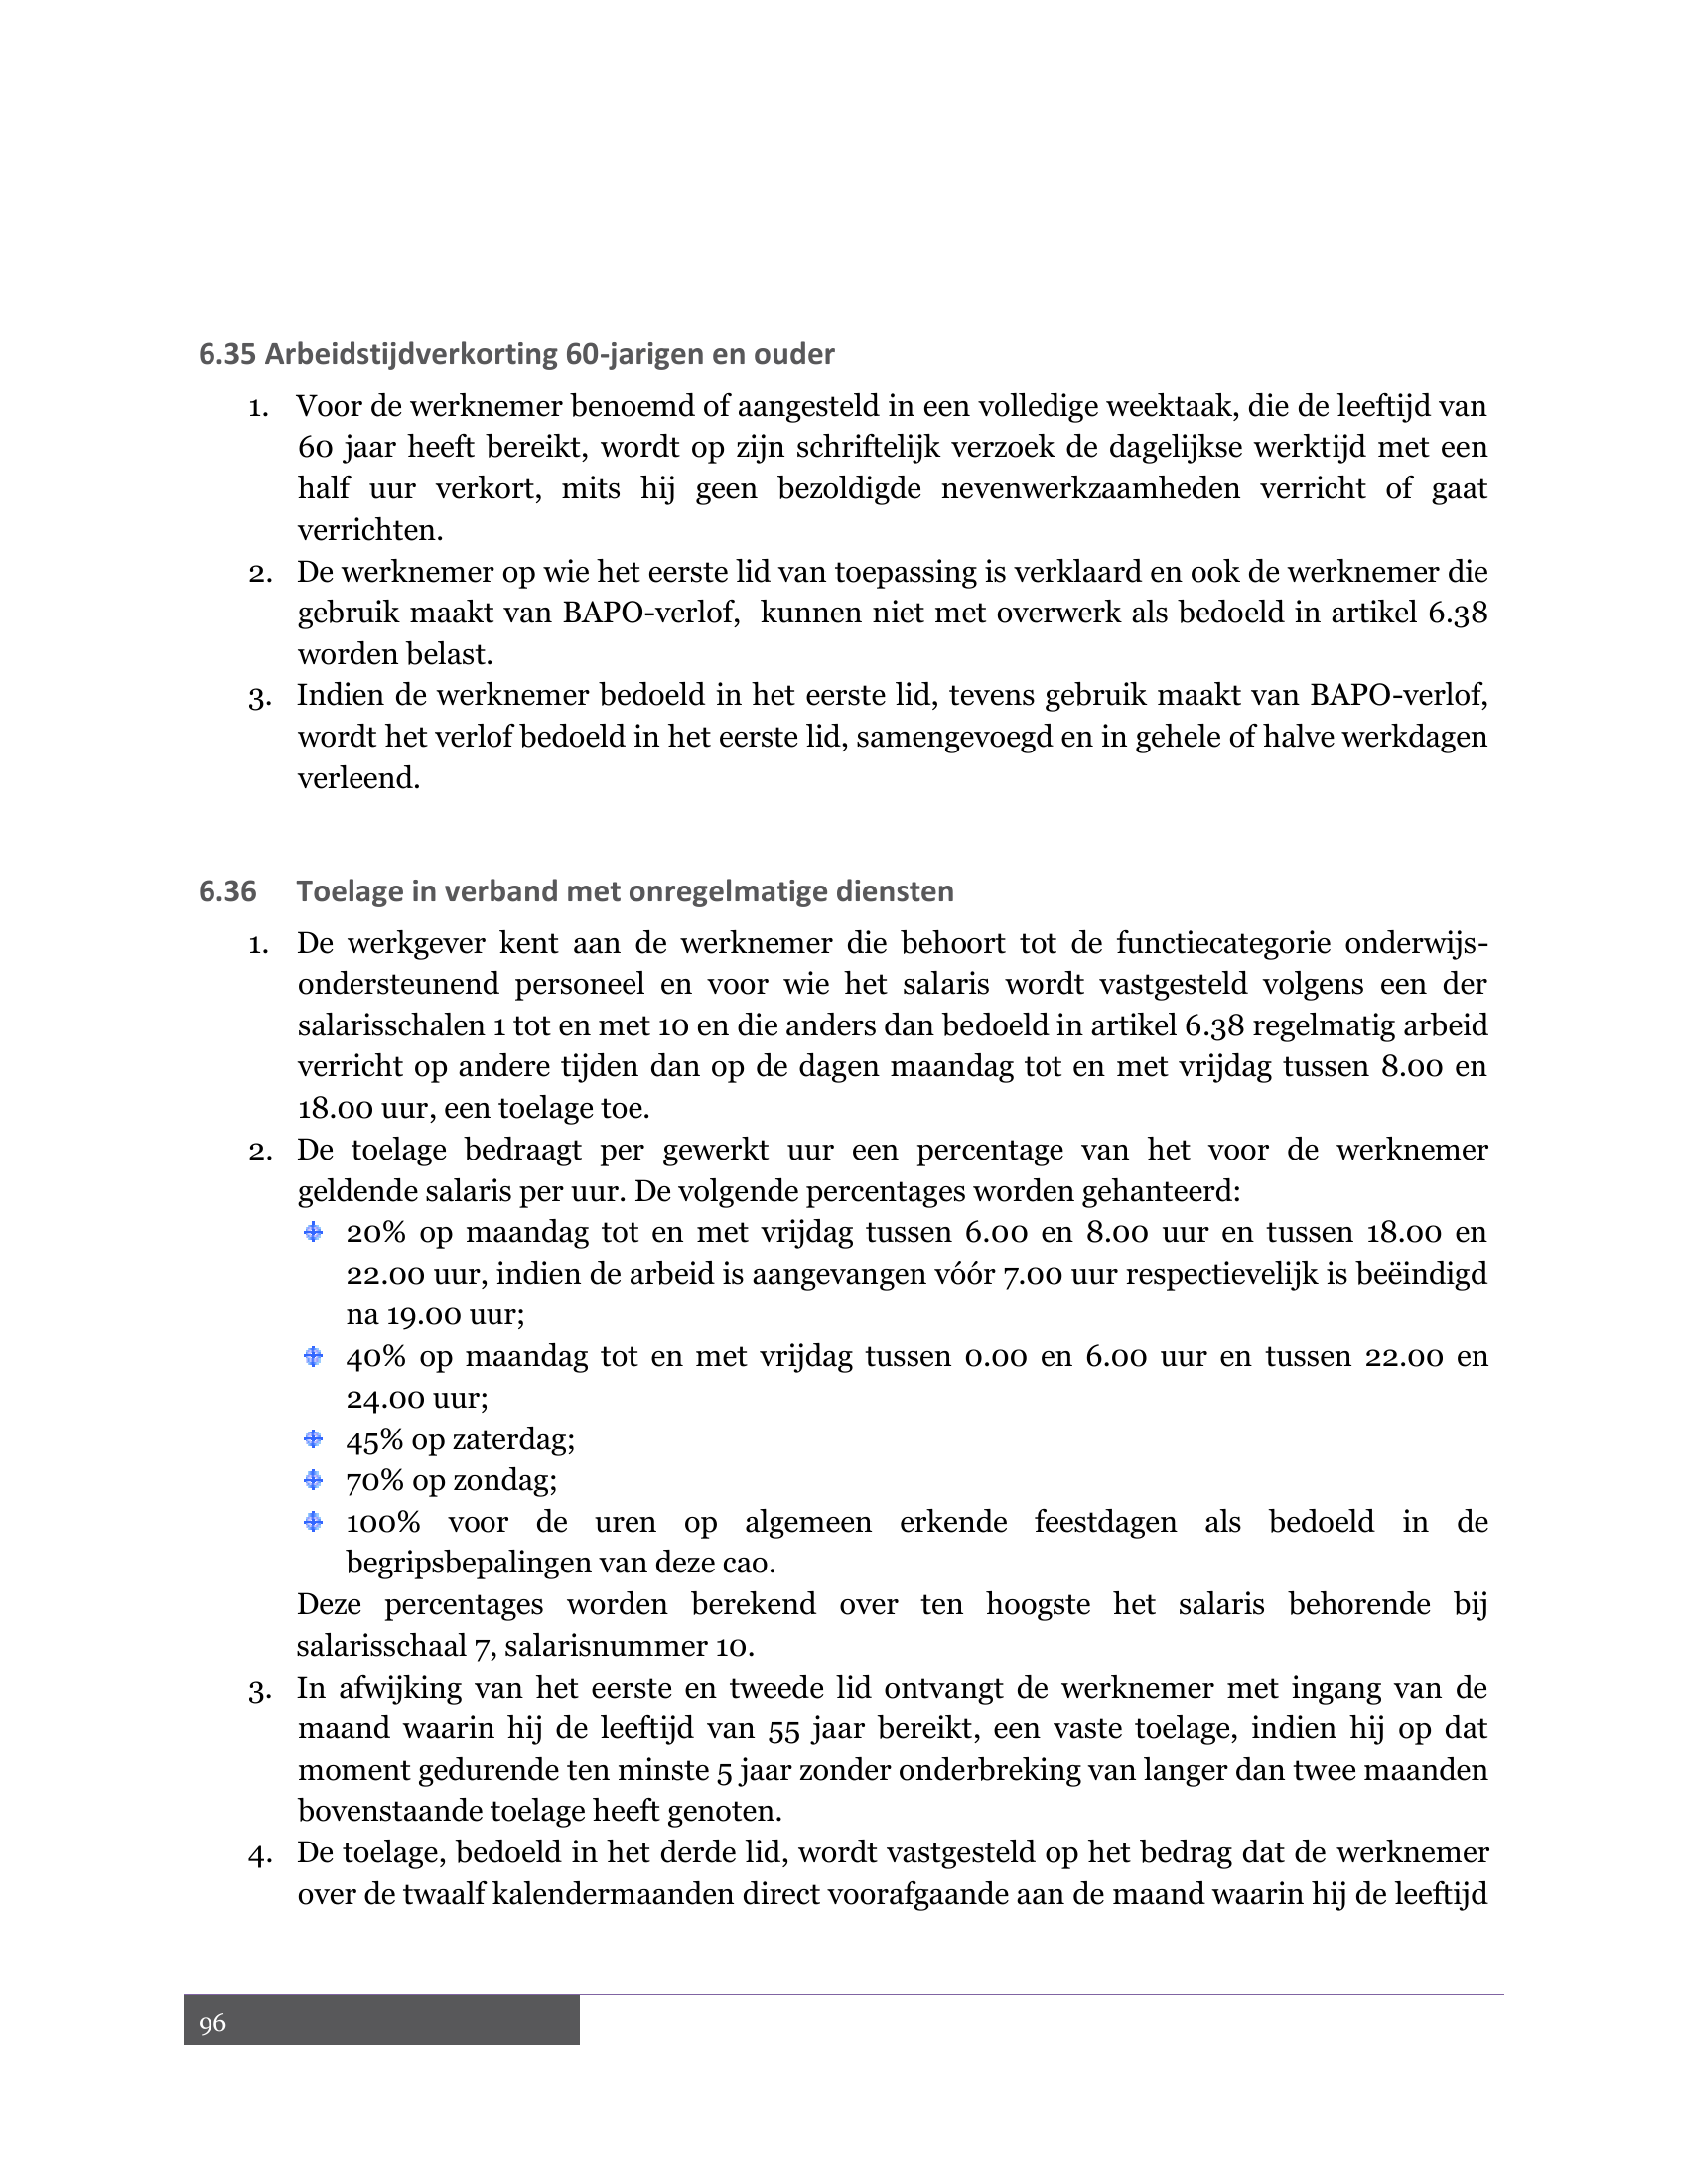 6.35 Arbeidstijdverkorting 60-jarigen en ouder
1. Voor de werknemer benoemd of aangesteld in een volledige weektaak, die de leeftijd van
60 jaar heeft bereikt, wordt op zijn schriftelijk verzoek de dagelijkse werktijd met een
half uur verkort, mits hij geen bezoldigde nevenwerkzaamheden verricht of gaat
verrichten.
2. De werknemer op wie het eerste lid van toepassing is verklaard en ook de werknemer die
gebruik maakt van BAPO-verlof, kunnen niet met overwerk als bedoeld in artikel 6.38
worden belast.
3. Indien de werknemer bedoeld in het eerste lid, tevens gebruik maakt van BAPO-verlof,
wordt het verlof bedoeld in het eerste lid, samengevoegd en in gehele of halve werkdagen
verleend.
6.36 Toelage in verband met onregelmatige diensten
1. De werkgever kent aan de werknemer die behoort tot de functiecategorie onderwijs-
ondersteunend personeel en voor wie het salaris wordt vastgesteld volgens een der
salarisschalen 1 tot en met 10 en die anders dan bedoeld in artikel 6.38 regelmatig arbeid
verricht op andere tijden dan op de dagen maandag tot en met vrijdag tussen 8.00 en
18.00 uur, een toelage toe.
2. De toelage bedraagt per gewerkt uur een percentage van het voor de werknemer
geldende salaris per uur. De volgende percentages worden gehanteerd:
20% op maandag tot en met vrijdag tussen 6.00 en 8.00 uur en tussen 18.00 en
22.00 uur, indien de arbeid is aangevangen vóór 7.00 uur respectievelijk is beëindigd
na 19.00 uur;
40% op maandag tot en met vrijdag tussen 0.00 en 6.00 uur en tussen 22.00 en
24.00 uur;
45% op zaterdag;
70% op zondag;
100% voor de uren op algemeen erkende feestdagen als bedoeld in de
begripsbepalingen van deze cao.
Deze percentages worden berekend over ten hoogste het salaris behorende bij
salarisschaal 7, salarisnummer 10.
3. In afwijking van het eerste en tweede lid ontvangt de werknemer met ingang van de
maand waarin hij de leeftijd van 55 jaar bereikt, een vaste toelage, indien hij op dat
moment gedurende ten minste 5 jaar zonder onderbreking van langer dan twee maanden
bovenstaande toelage heeft genoten.
4. De toelage, bedoeld in het derde lid, wordt vastgesteld op het bedrag dat de werknemer
over de twaalf kalendermaanden direct voorafgaande aan de maand waarin hij de leeftijd
96